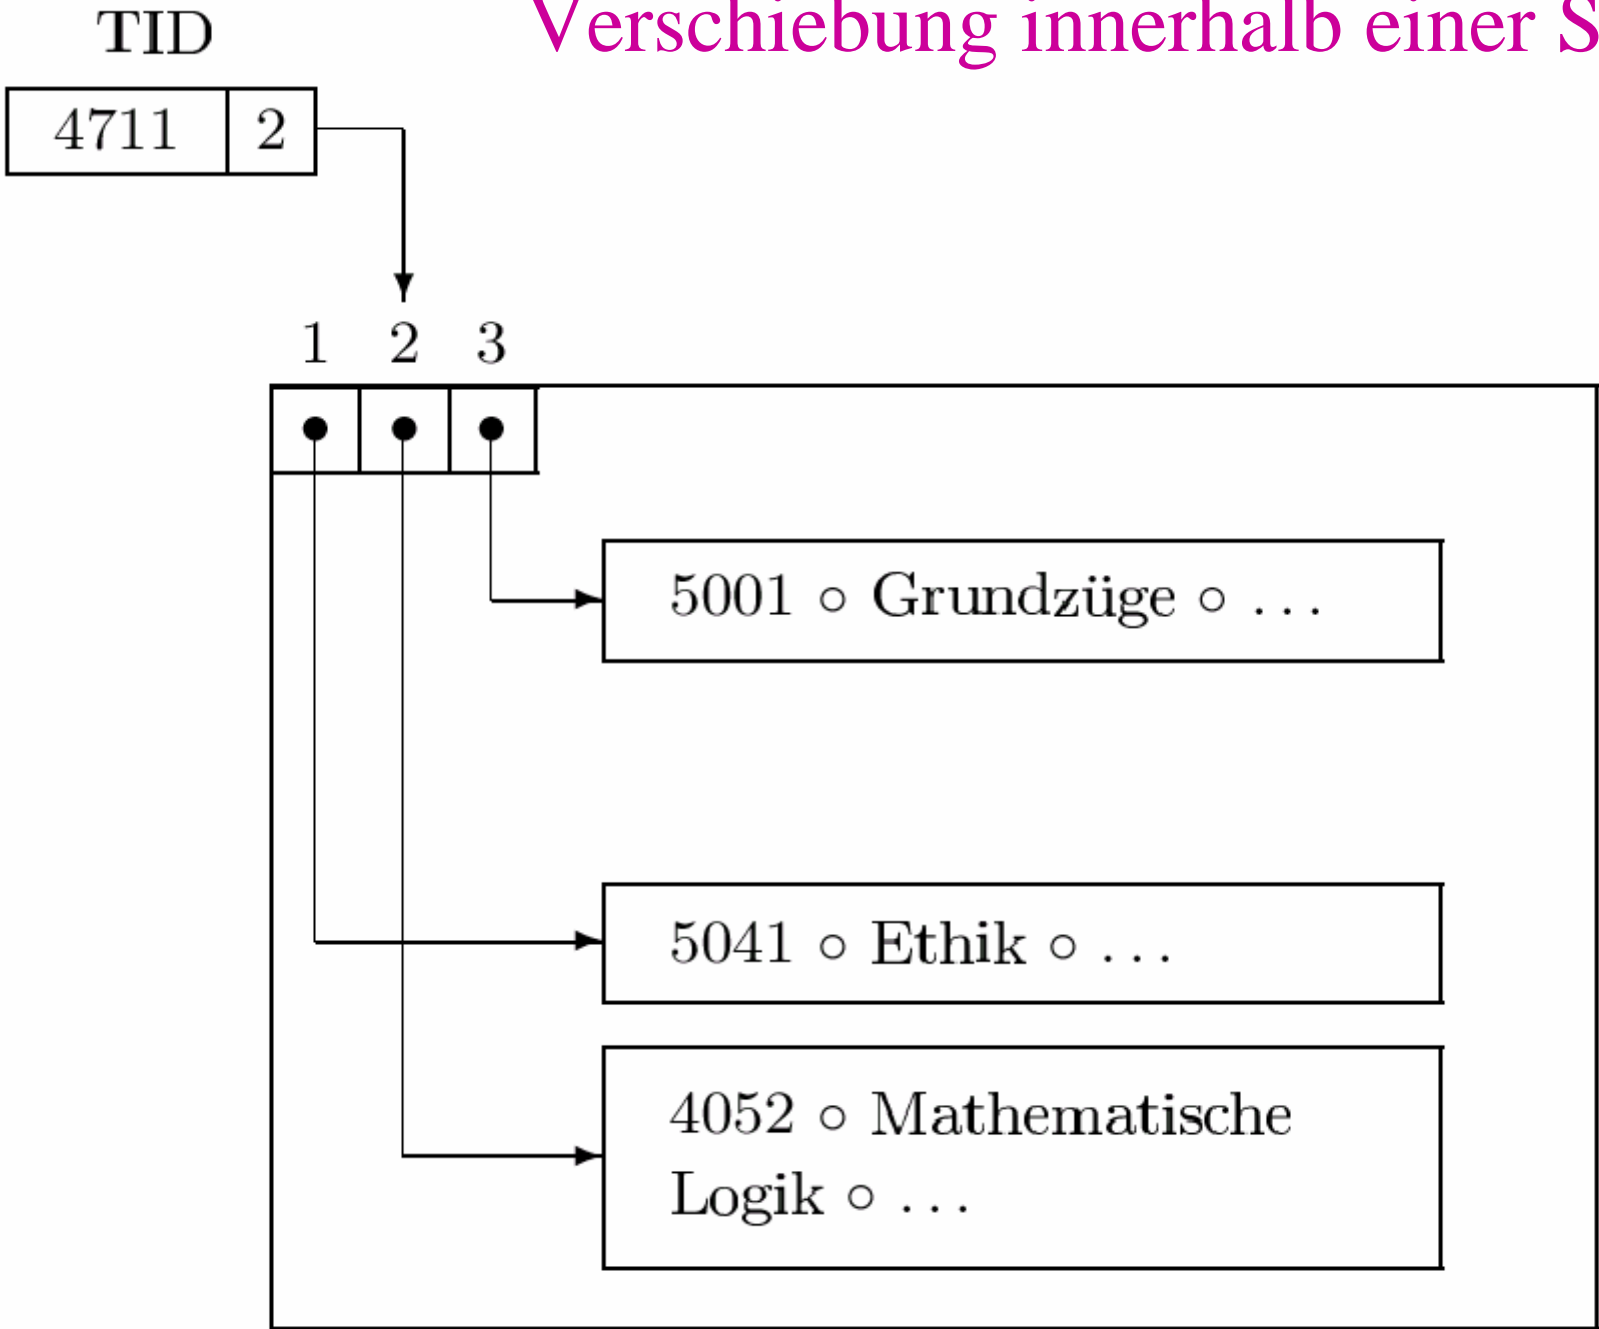 Verschiebung innerhalb einer S
TID
4711 2
1 2 3
5001 ∘ Grundzüge ∘ ...
5041 ∘ Ethik ∘ ...
4052 ∘ Mathematische
Logik ∘ ...